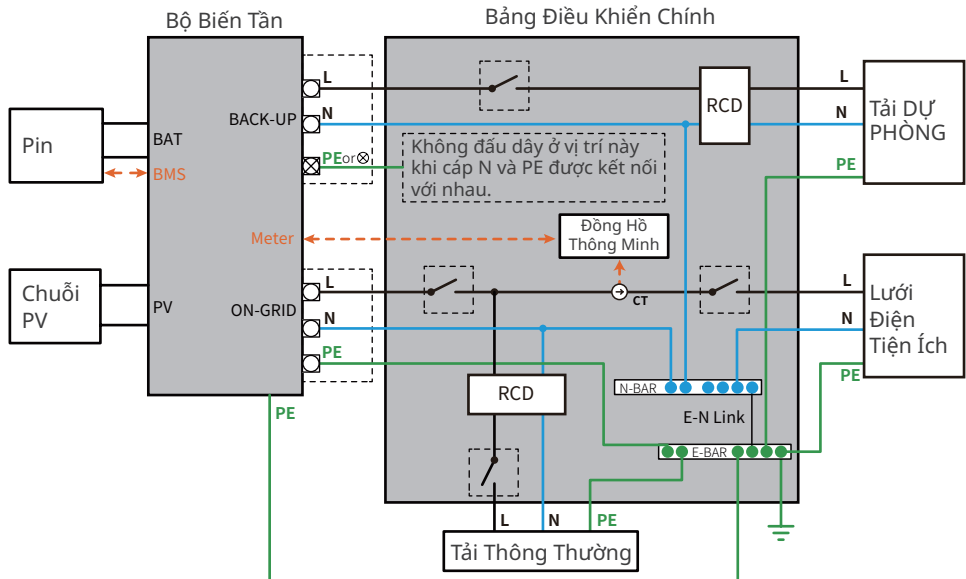 Bộ Biến Tần
Bảng Điều Khiển Chính
L
L
RCD
Tải DỰ
PHÒNG
N
N
BACK-UP
Pin
BAT
PE or
Không đấu dây ở vị trí này
khi cáp N và PE được kết nối
với nhau.
PE
BMS
Đồng Hồ
Thông Minh
Meter
L
L
Chuỗi
PV
Lưới
Điện
Tiện Ích
CT
PV
ON-GRID
N
N
PE
PE
N-BAR
RCD
E-N Link
PE
E-BAR
L
N
PE
Tải Thông Thường